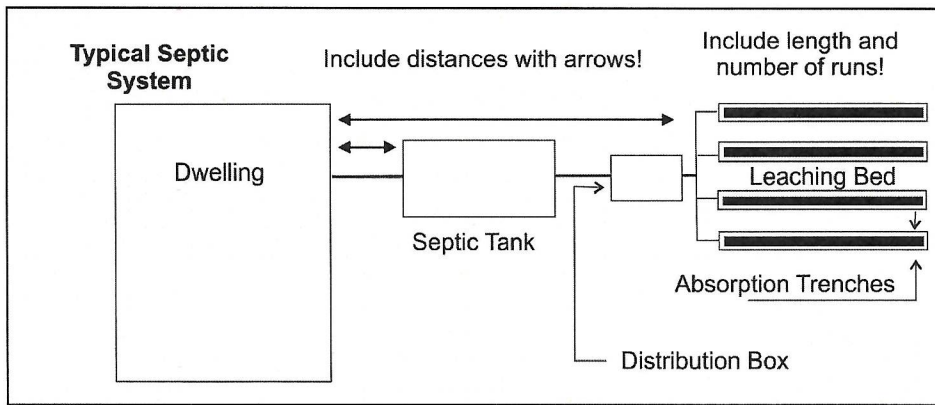 Typical Septic
System
Include distances with arrows!
Include length and
number of runs!
Dwelling
Septic Tank
Leaching Bed
Absorption Trenches
Distribution Box